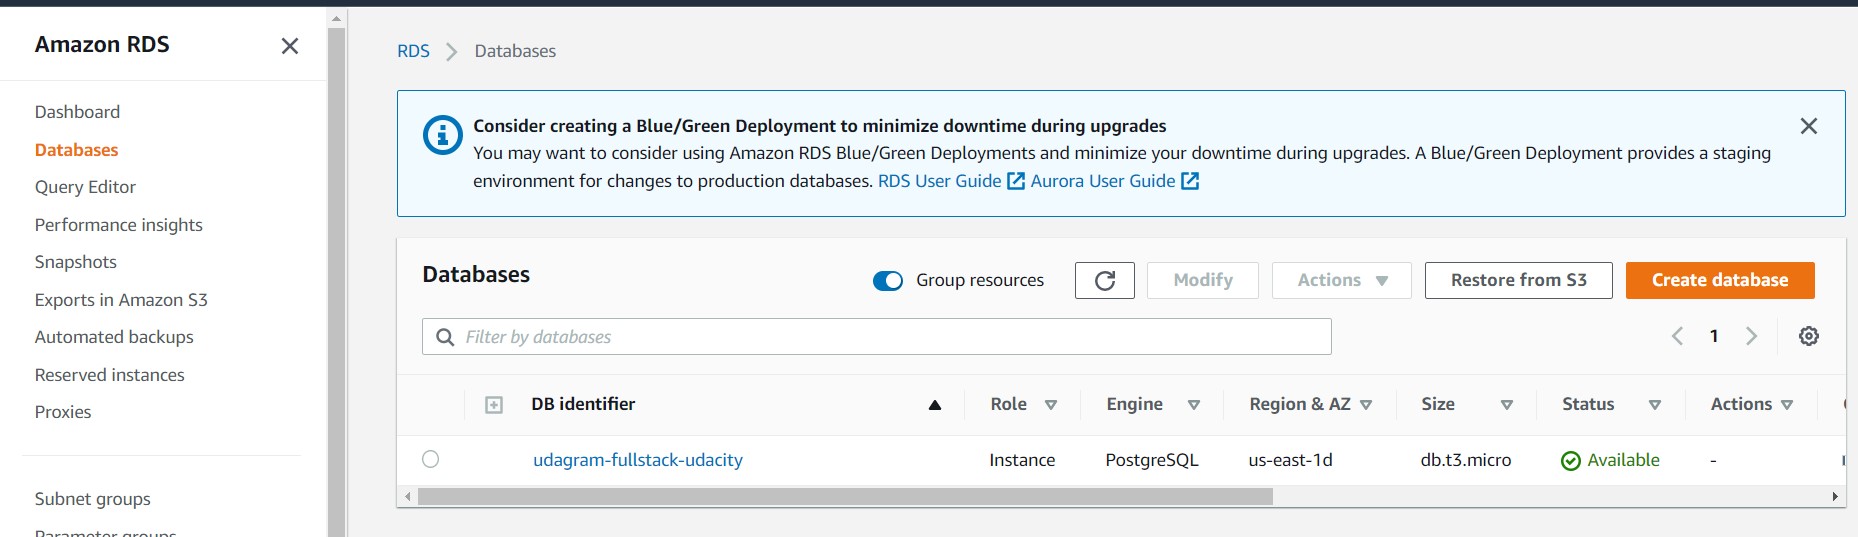 Amazon RDS
Dashboard
Databases
Query Editor
Performance insights
Snapshots
Exports in Amazon S3
Automated backups
Reserved instances
Proxies
Subnet groups
Parameter groups
RDS > Databases
Consider creating a Blue/Green Deployment to minimize downtime during upgrades
You may want to consider using Amazon RDS Blue/Green Deployments and minimize your downtime during upgrades. A Blue/Green Deployment provides a staging
environment for changes to production databases. RDS User Guide Aurora User Guide
Databases Group resources Modify Actions Restore from S3 Create database
Filter by databases 1
DB identifier Role Engine Region & AZ Size Status Actions
udagram-fullstack-udacity Instance PostgreSQL us-east-1d db.t3.micro Available -